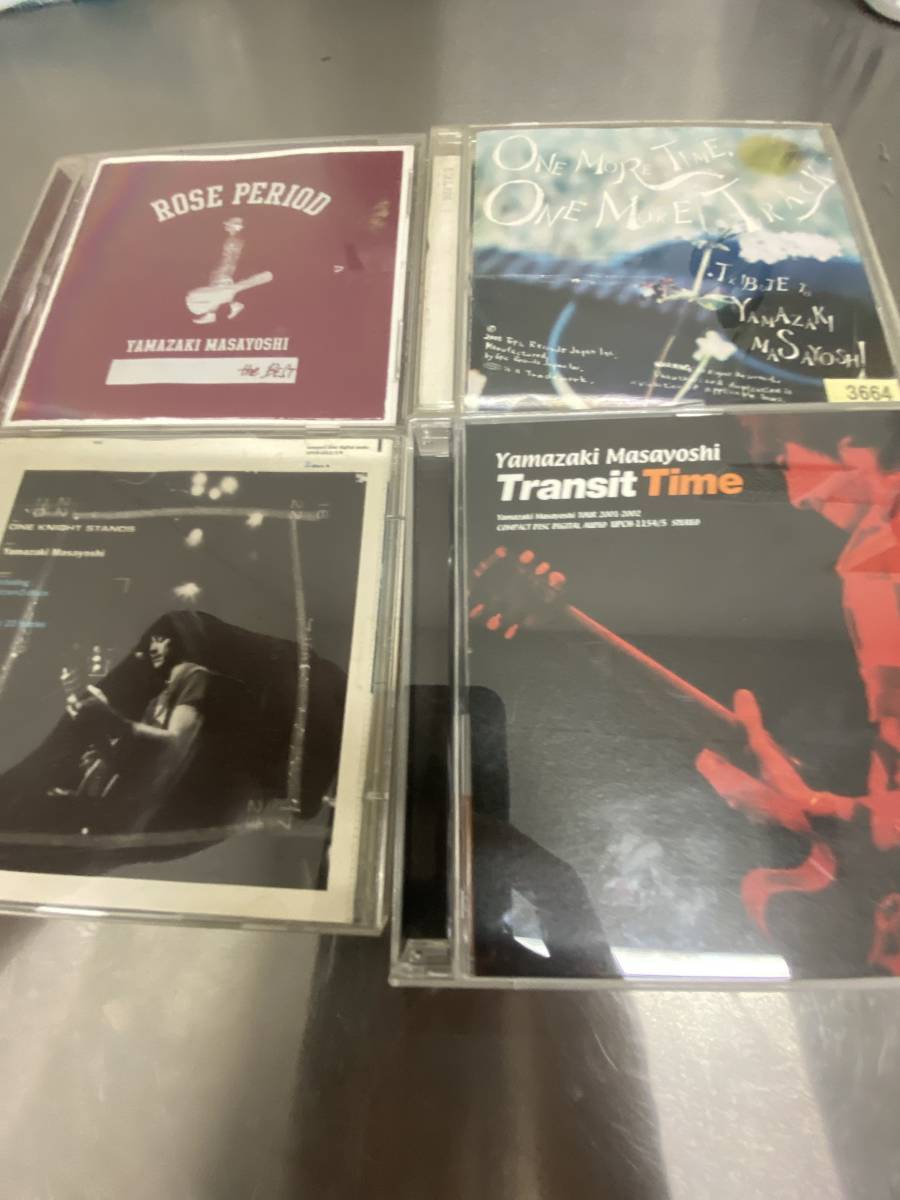 ROSE PERIOD
YAMAZAKI MASAYOSHI
the BEST
ONE MORE TIME,
ONE MORE TRACK
TRIBUTE TO
YAMAZAKI
MASAYOSHI
3664
ONE KNIGHT STANDS
Yamazaki Masayoshi
Yamazaki Masayoshi
Transit Time
Yamazaki Masayoshi TOUR 2001-2002
COMPACT DISC DIGITAL AUDIO UPCH-1154/5 STEREO